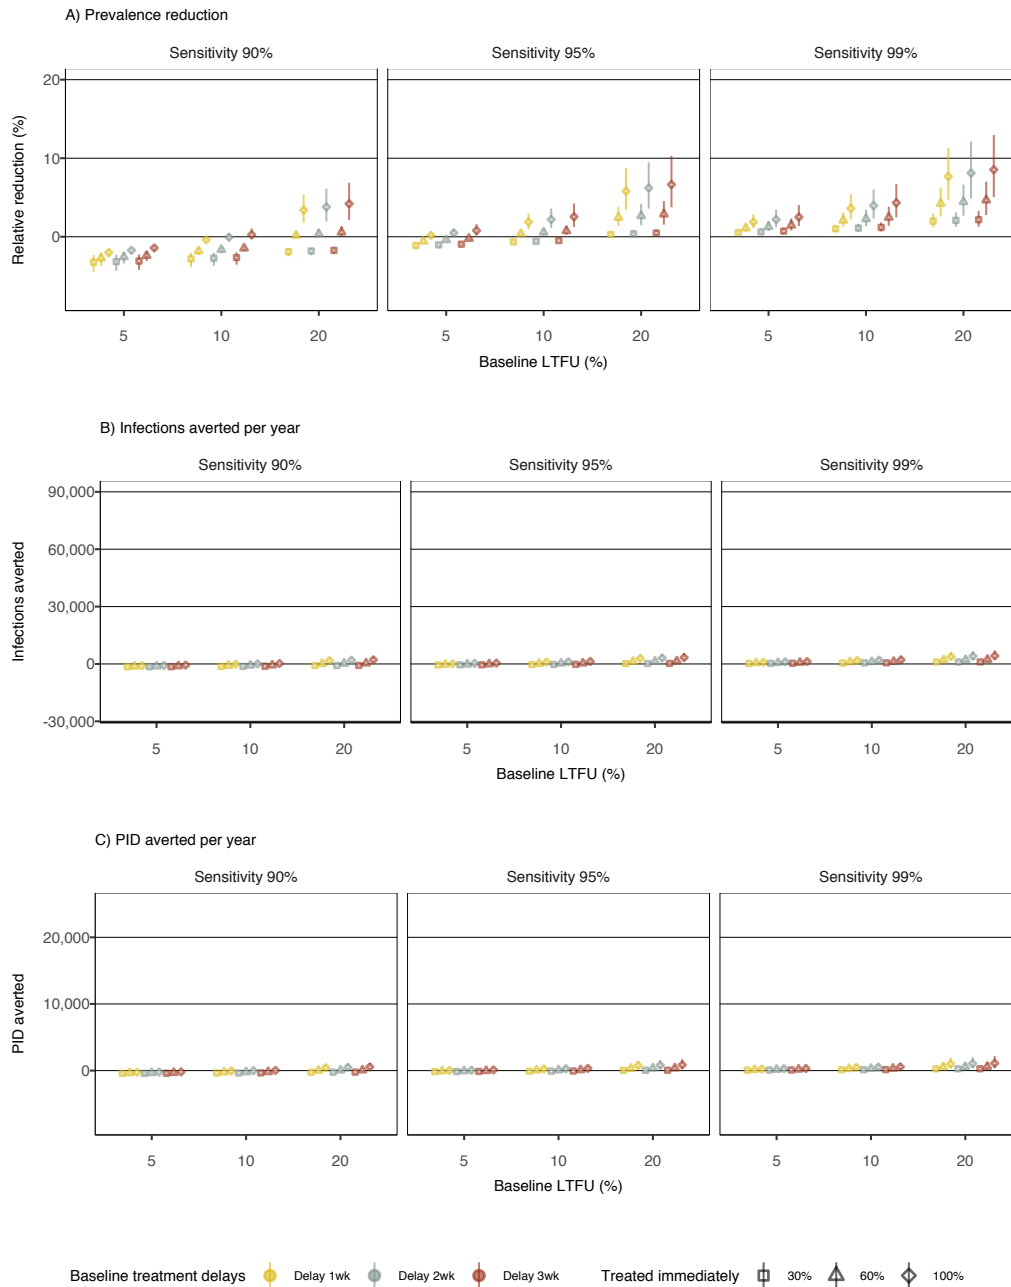 A) Prevalence reduction
Sensitivity 90% Sensitivity 95% Sensitivity 99%
Relative reduction (%)
20
10
0
5 10 20 5 10 20 5 10 20
Baseline LTFU (%)
B) Infections averted per year
Sensitivity 90% Sensitivity 95% Sensitivity 99%
Infections averted
90,000
60,000
30,000
0
-30,000
5 10 20 5 10 20 5 10 20
Baseline LTFU (%)
C) PID averted per year
Sensitivity 90% Sensitivity 95% Sensitivity 99%
PID averted
20,000
10,000
0
5 10 20 5 10 20 5 10 20
Baseline LTFU (%)
Baseline treatment delays Delay 1wk Delay 2wk Delay 3wk Treated immediately 30% 60% 100%